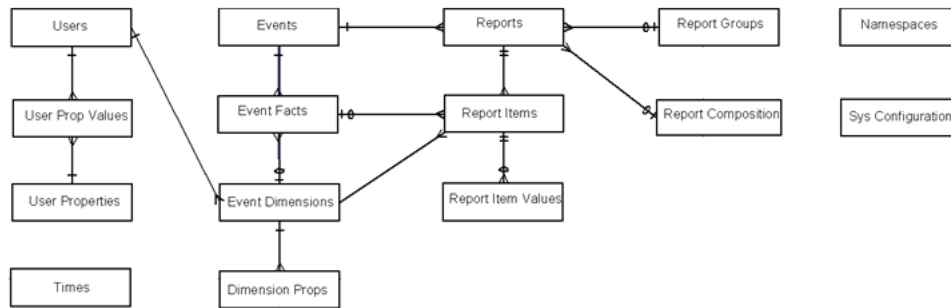 Users
Events
Reports
Report Groups
Namespaces
User Prop Values
Event Facts
Report Items
Report Composition
Sys Configuration
User Properties
Event Dimensions
Report Item Values
Times
Dimension Props